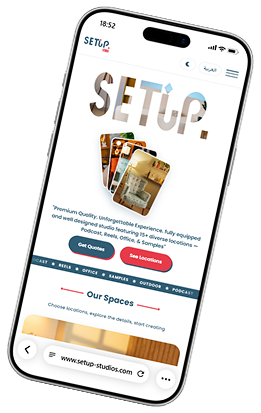 18:52
SETUP
العربية
SETUP.
"Premium Quality, Unforgettable Experience, fully equipped
and well designed studio featuring 15+ diverse locations —
Podcast, Reels, Office, & Samples"
Get Quotes
See Locations
CAST REELS OFFICE SAMPLES OUTDOOR PODCAST
Our Spaces
Choose locations, explore the details, start creating
www.setup-studios.com